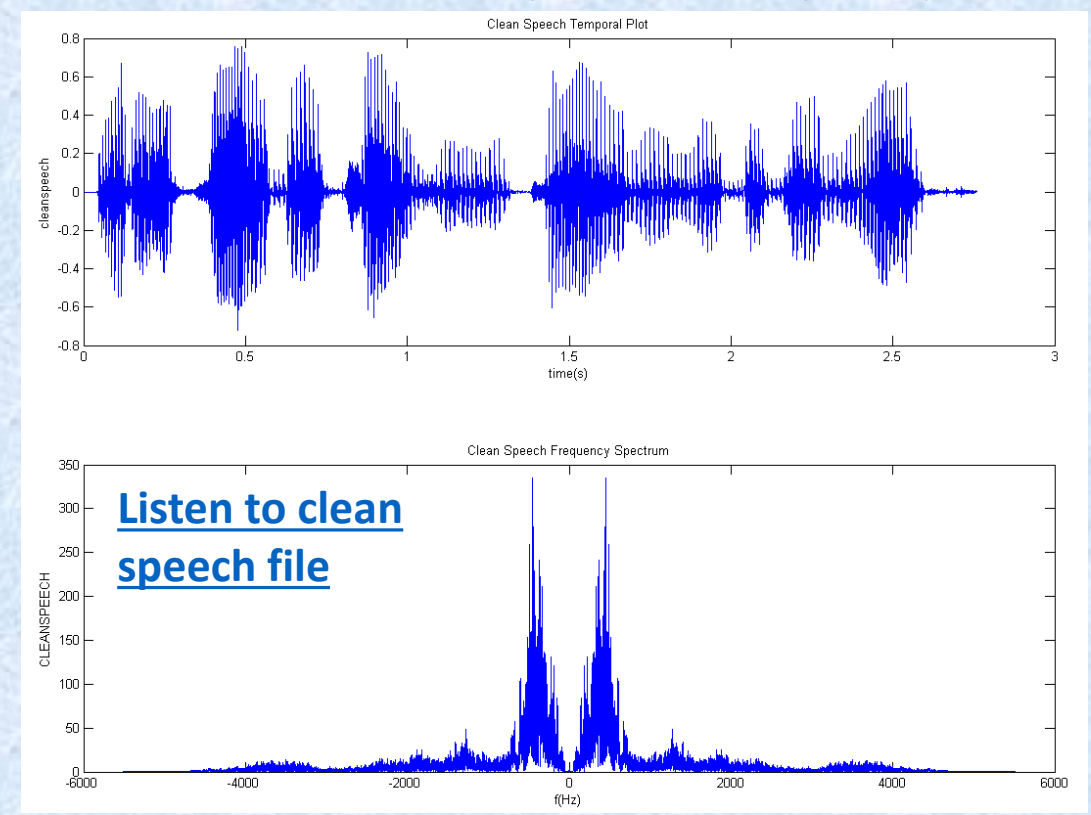 Clean Speech Temporal Plot
0.8
0.6
0.4
0.2
0
-0.2
-0.4
-0.6
-0.8
cleanspeech
0 0.5 1 1.5 2 2.5 3
time(s)
Clean Speech Frequency Spectrum
350
300
250
200
150
100
50
0
CLEANSPEECH
Listen to clean
speech file
-6000 -4000 -2000 0 2000 4000 6000
f(Hz)